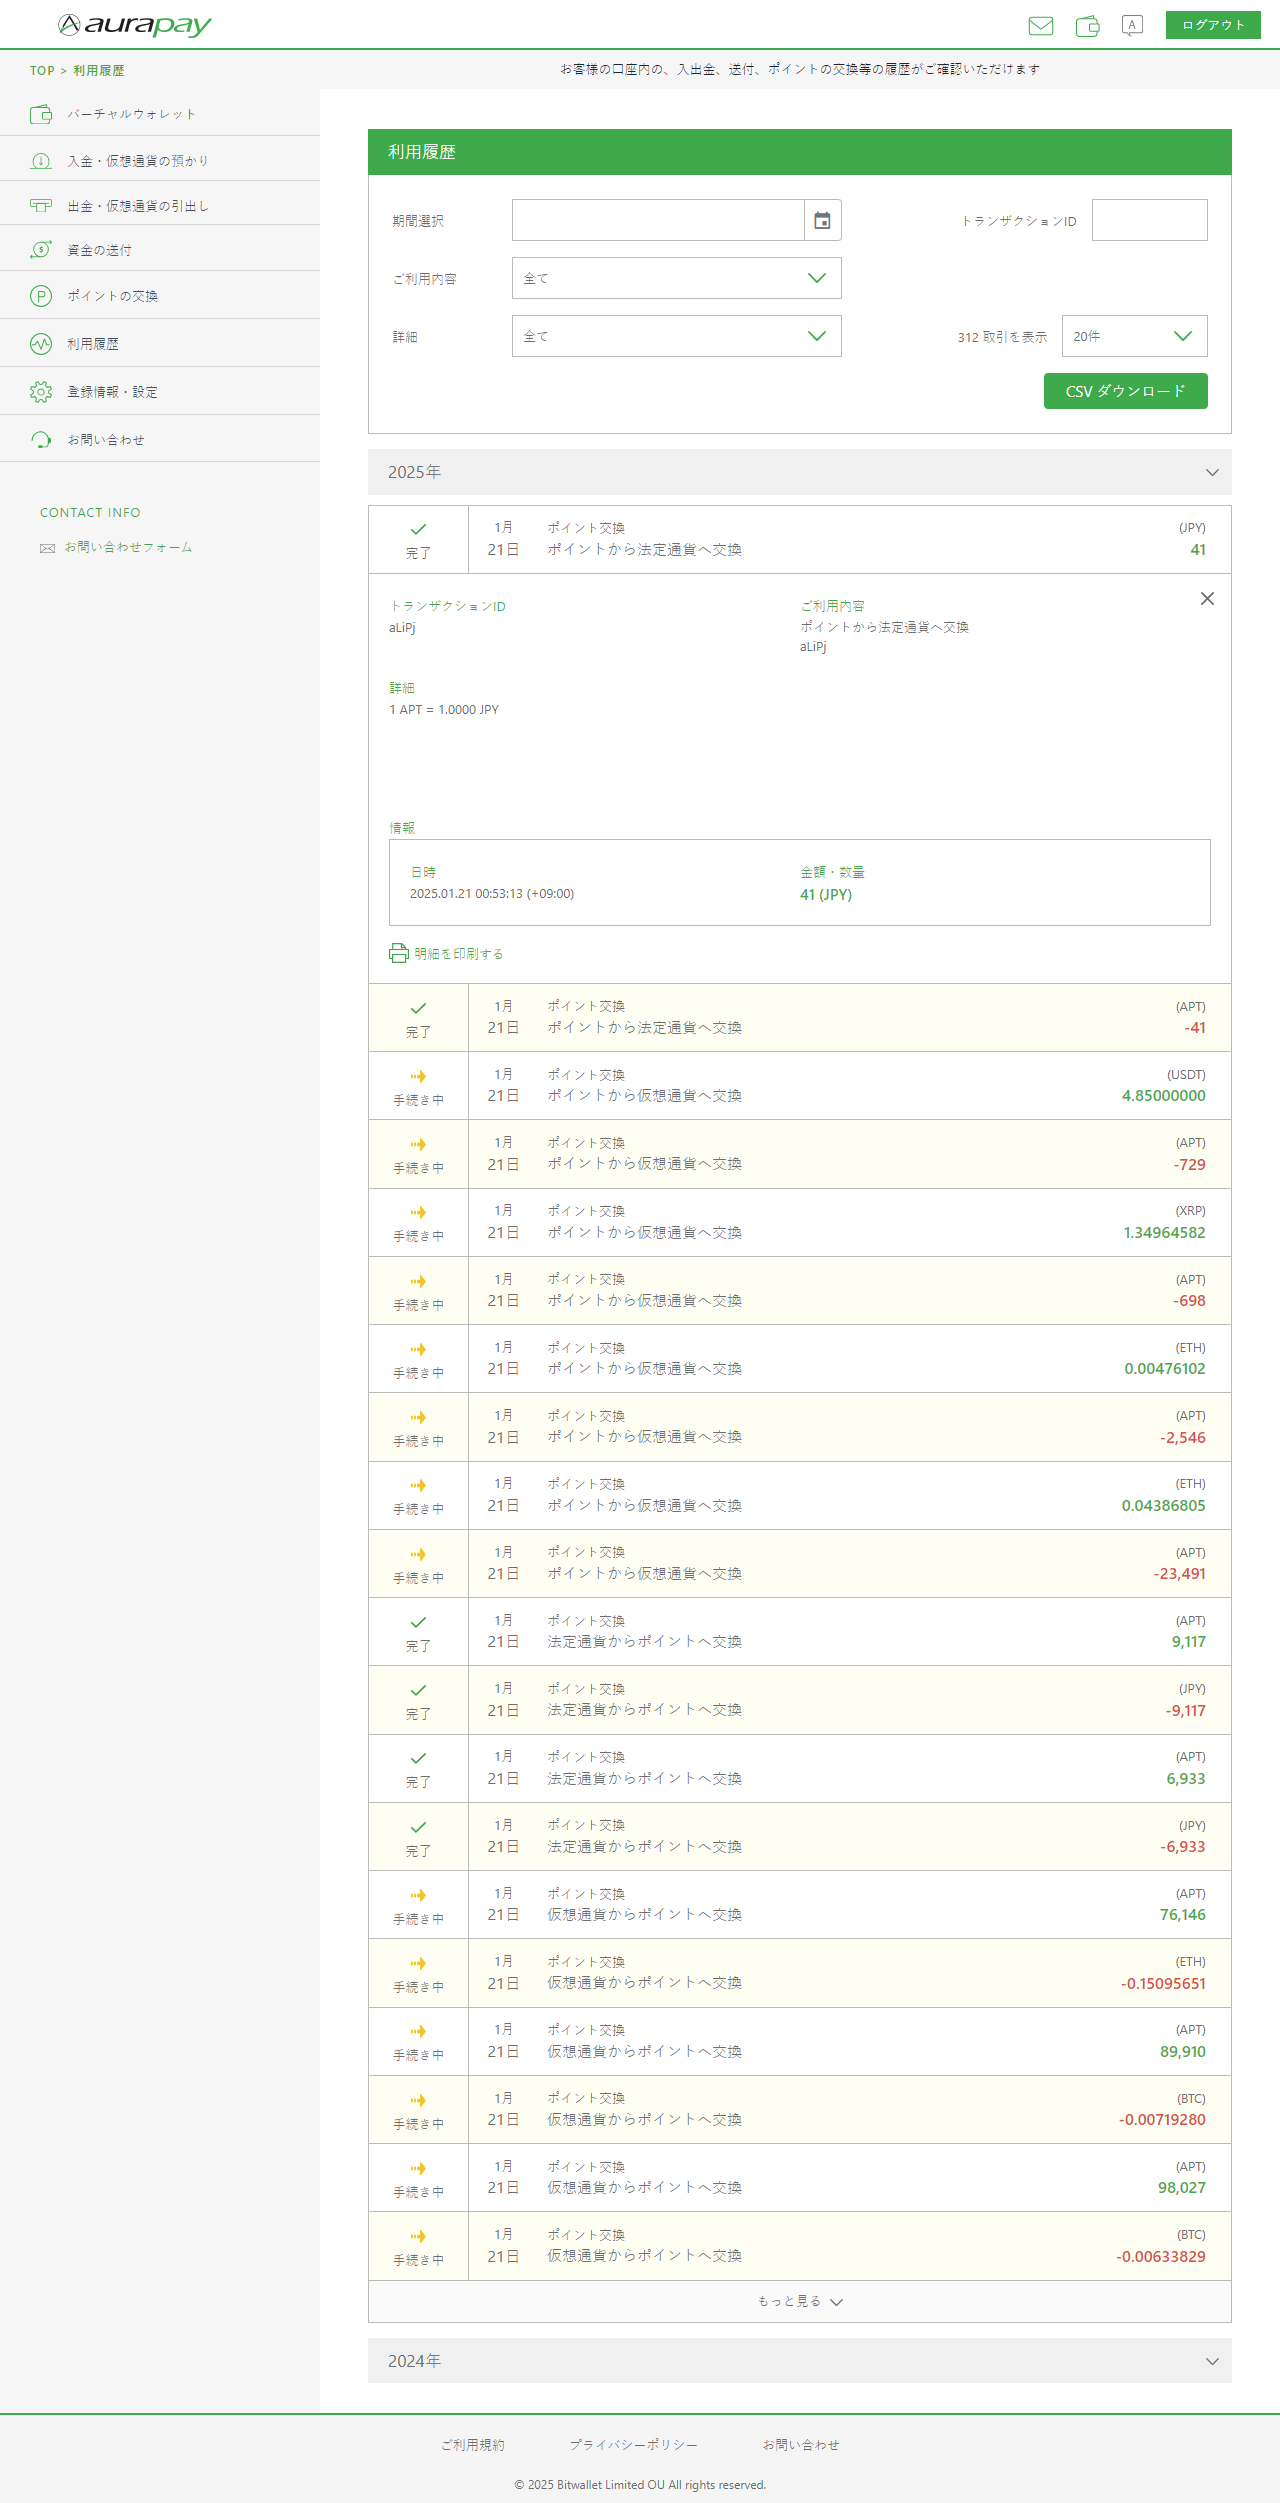 aurapay
A
ログアウト
TOP > 利用履歴
お客様の口座内の、入出金、送付、ポイントの交換等の履歴がご確認いただけます
バーチャルウォレット
入金・仮想通貨の預かり
出金・仮想通貨の引出し
資金の送付
ポイントの交換
利用履歴
登録情報・設定
お問い合わせ
CONTACT INFO
お問い合わせフォーム
利用履歴
期間選択
トランザクションID
ご利用内容 全て
詳細 全て
312 取引を表示 20件
CSV ダウンロード
2025年
1月 ポイント交換 (JPY)
完了 21日 ポイントから法定通貨へ交換 41
トランザクションID
aLiPj
ご利用内容
ポイントから法定通貨へ交換
aLiPj
詳細
1 APT = 1.0000 JPY
情報
日時
2025.01.21 00:53:13 (+09:00)
金額・数量
41 (JPY)
明細を印刷する
1月 ポイント交換 (APT)
完了 21日 ポイントから法定通貨へ交換 -41
1月 ポイント交換 (USDT)
手続き中 21日 ポイントから仮想通貨へ交換 4.85000000
1月 ポイント交換 (APT)
手続き中 21日 ポイントから仮想通貨へ交換 -729
1月 ポイント交換 (XRP)
手続き中 21日 ポイントから仮想通貨へ交換 1.34964582
1月 ポイント交換 (APT)
手続き中 21日 ポイントから仮想通貨へ交換 -698
1月 ポイント交換 (ETH)
手続き中 21日 ポイントから仮想通貨へ交換 0.00476102
1月 ポイント交換 (APT)
手続き中 21日 ポイントから仮想通貨へ交換 -2,546
1月 ポイント交換 (ETH)
手続き中 21日 ポイントから仮想通貨へ交換 0.04386805
1月 ポイント交換 (APT)
手続き中 21日 ポイントから仮想通貨へ交換 -23,491
1月 ポイント交換 (APT)
完了 21日 法定通貨からポイントへ交換 9,117
1月 ポイント交換 (JPY)
完了 21日 法定通貨からポイントへ交換 -9,117
1月 ポイント交換 (APT)
完了 21日 法定通貨からポイントへ交換 6,933
1月 ポイント交換 (JPY)
完了 21日 法定通貨からポイントへ交換 -6,933
1月 ポイント交換 (APT)
手続き中 21日 仮想通貨からポイントへ交換 76,146
1月 ポイント交換 (ETH)
手続き中 21日 仮想通貨からポイントへ交換 -0.15095651
1月 ポイント交換 (APT)
手続き中 21日 仮想通貨からポイントへ交換 89,910
1月 ポイント交換 (BTC)
手続き中 21日 仮想通貨からポイントへ交換 -0.00719280
1月 ポイント交換 (APT)
手続き中 21日 仮想通貨からポイントへ交換 98,027
1月 ポイント交換 (BTC)
手続き中 21日 仮想通貨からポイントへ交換 -0.00633829
もっと見る
2024年
ご利用規約 プライバシーポリシー お問い合わせ
© 2025 Bitwallet Limited OU All rights reserved.